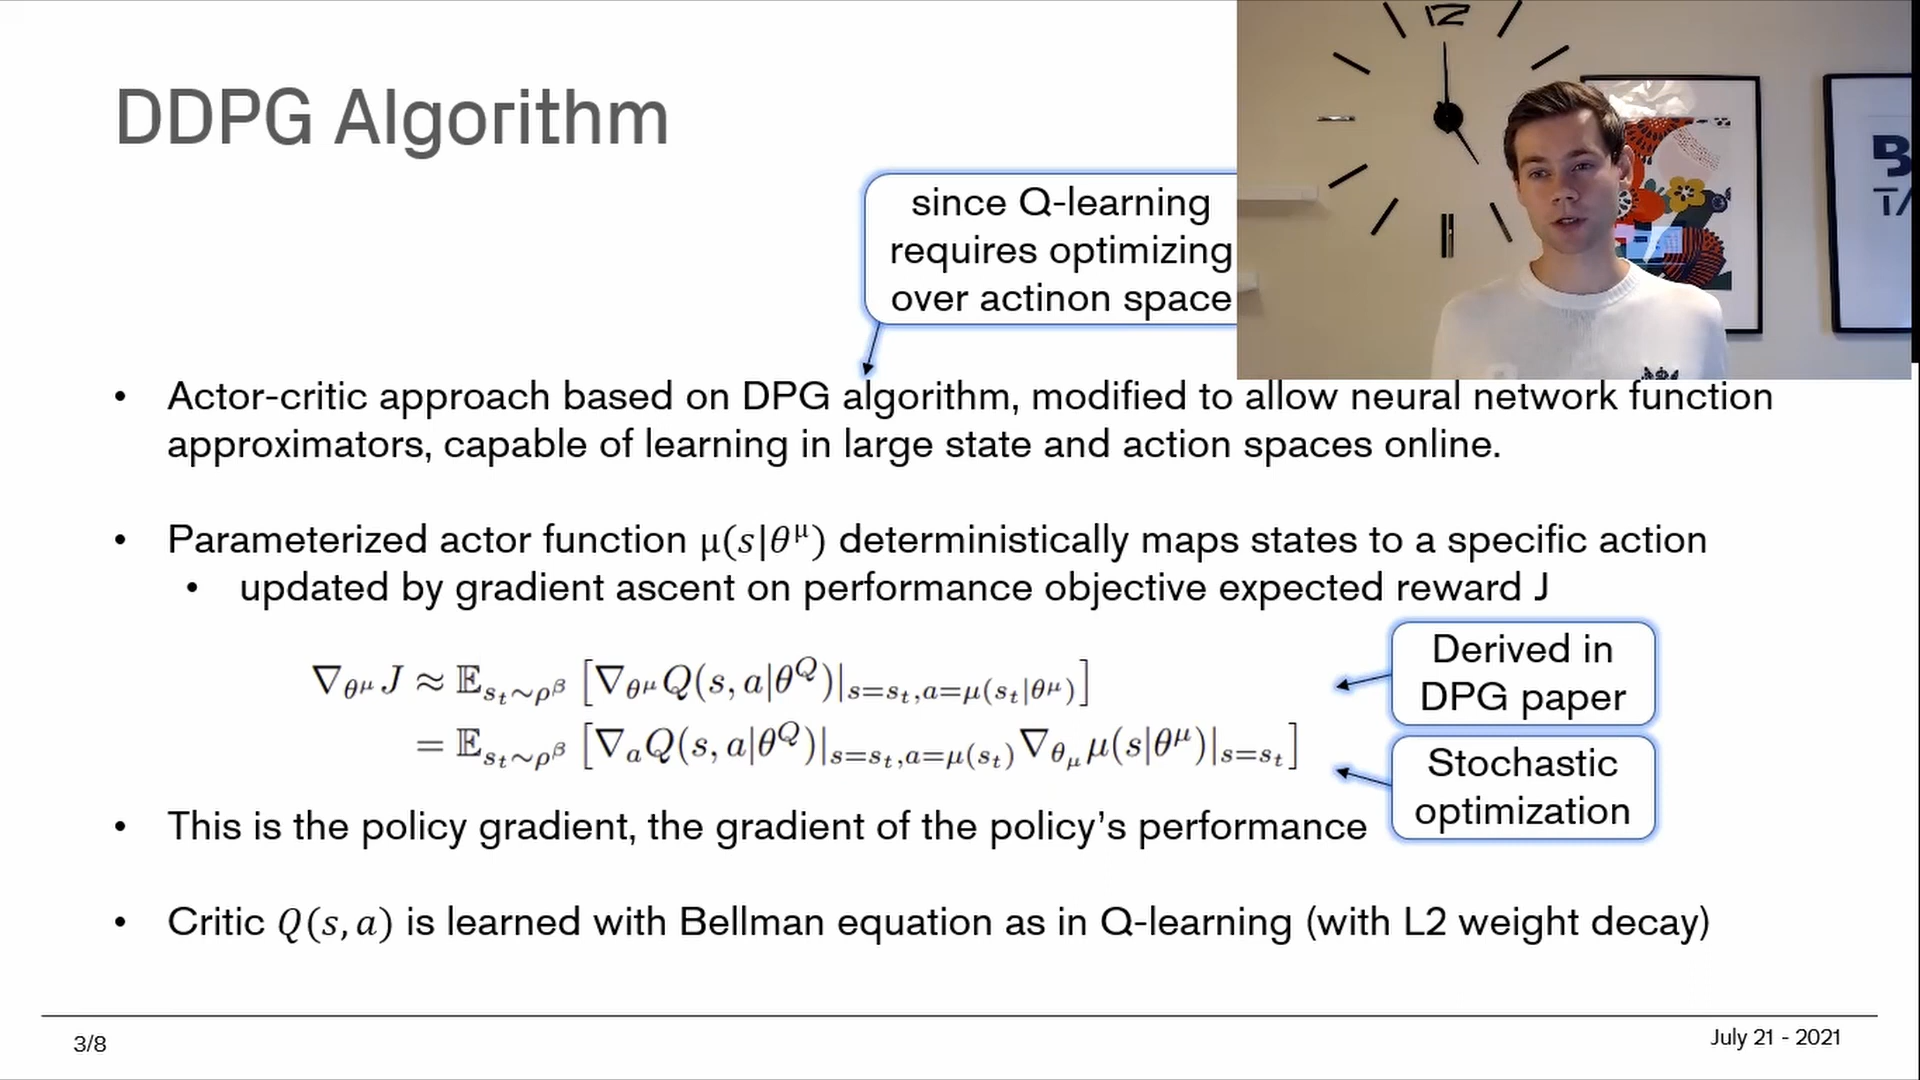 DDPG Algorithm
12
B
since Q-learning
requires optimizing
over actinon space
• Actor-critic approach based on DPG algorithm, modified to allow neural network function
approximators, capable of learning in large state and action spaces online.
• Parameterized actor function μ(s|θ^μ) deterministically maps states to a specific action
• updated by gradient ascent on performance objective expected reward J
∇_{θ^μ} J ≈ 𝔼_{s_t∼ρ^β} [∇_{θ^μ} Q(s, a|θ^Q)|_{s=s_t,a=μ(s_t|θ^μ)}]
= 𝔼_{s_t∼ρ^β} [∇_a Q(s, a|θ^Q)|_{s=s_t,a=μ(s_t)} ∇_{θ_μ} μ(s|θ^μ)|_{s=s_t}]
Derived in
DPG paper
Stochastic
optimization
• This is the policy gradient, the gradient of the policy’s performance
• Critic Q(s, a) is learned with Bellman equation as in Q-learning (with L2 weight decay)
3/8
July 21 - 2021